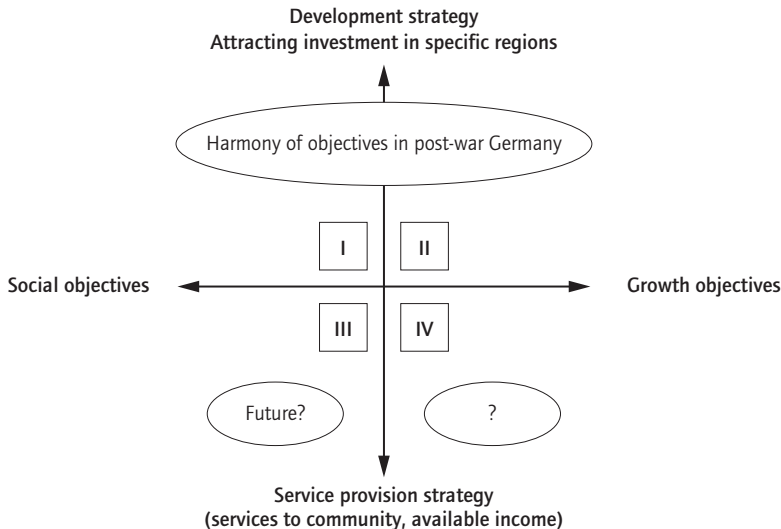 Development strategy
Attracting investment in specific regions
Harmony of objectives in post-war Germany
I
II
Social objectives
Growth objectives
III
IV
Future?
?
Service provision strategy
(services to community, available income)